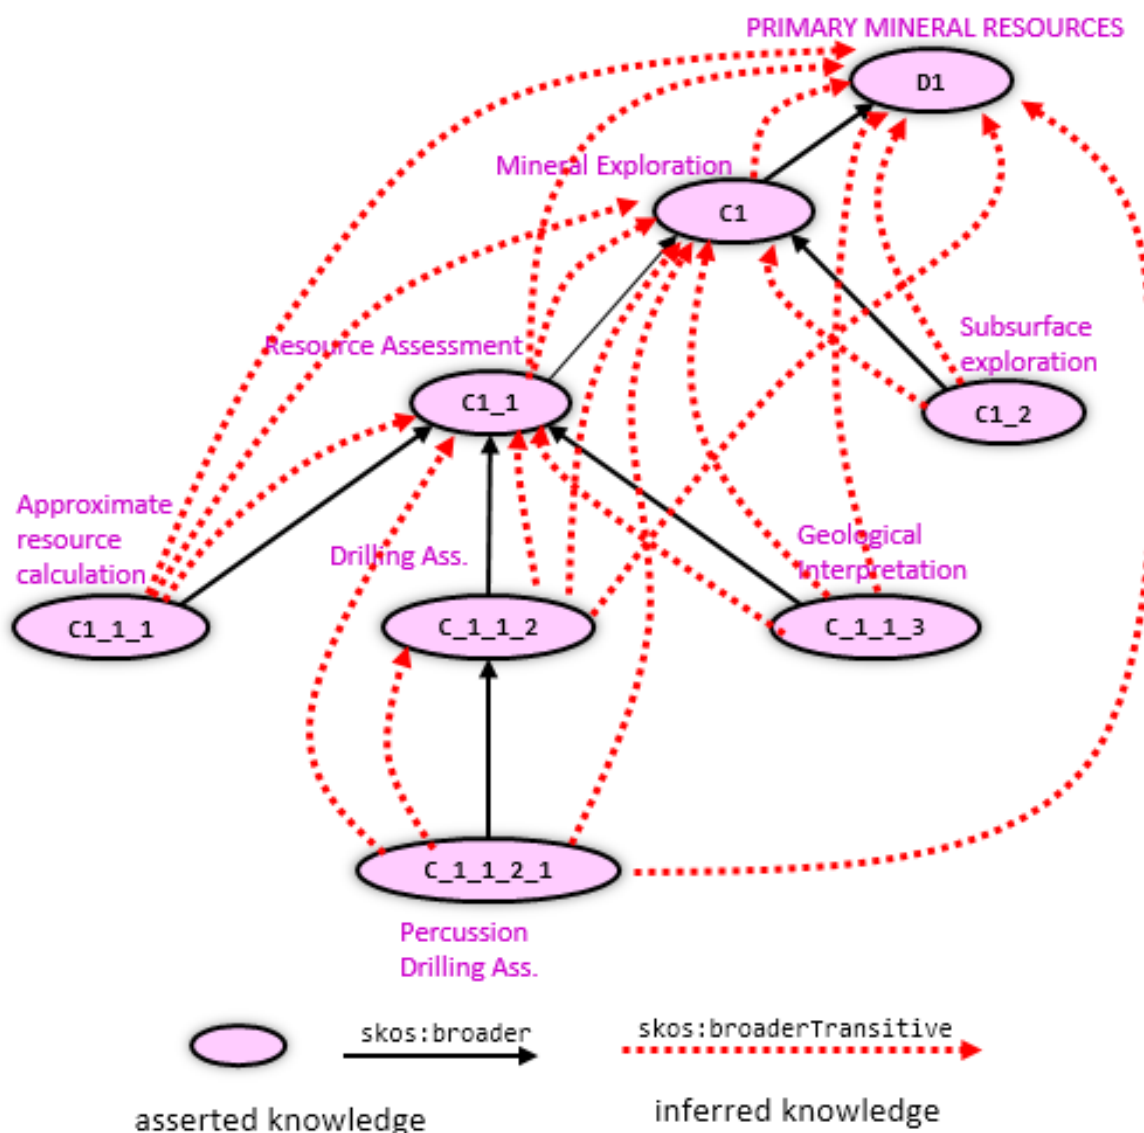 PRIMARY MINERAL RESOURCES
D1
Mineral Exploration
C1
Resource Assessment
Subsurface
exploration
C1_1
C1_2
Approximate
resource
calculation
Drilling Ass.
Geological
Interpretation
C1_1_1
C_1_1_2
C_1_1_3
C_1_1_2_1
Percussion
Drilling Ass.
skos:broader
skos:broaderTransitive
asserted knowledge
inferred knowledge